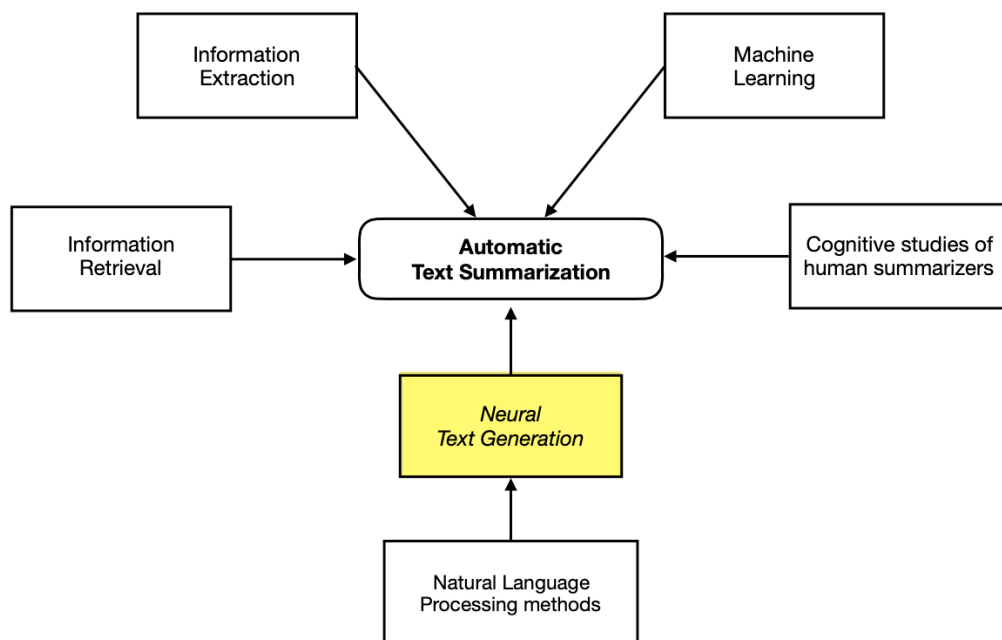 Information
Extraction
Machine
Learning
Information
Retrieval
Automatic
Text Summarization
Cognitive studies of
human summarizers
Neural
Text Generation
Natural Language
Processing methods